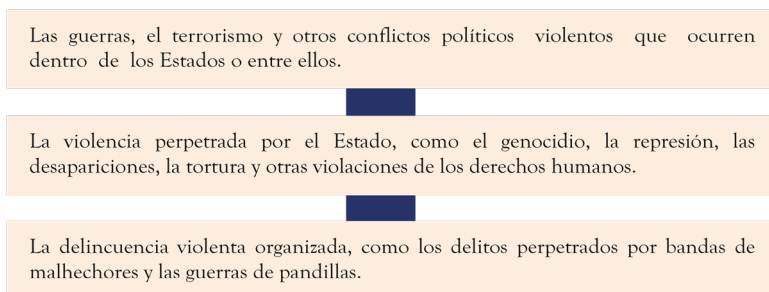 Las guerras, el terrorismo y otros conflictos políticos violentos que ocurren
dentro de los Estados o entre ellos.
La violencia perpetrada por el Estado, como el genocidio, la represión, las
desapariciones, la tortura y otras violaciones de los derechos humanos.
La delincuencia violenta organizada, como los delitos perpetrados por bandas de
malhechores y las guerras de pandillas.